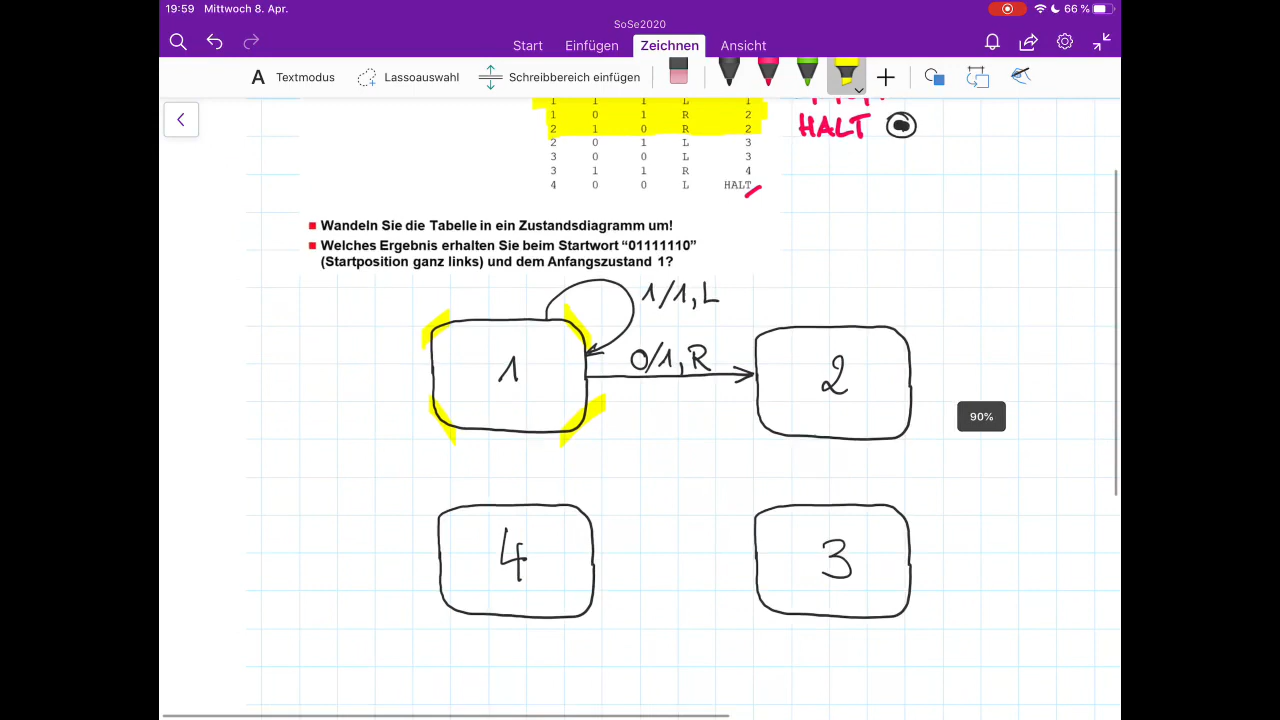 19:59 Mittwoch 8. Apr.
66 %
SoSe2020
Start Einfügen Zeichnen Ansicht
A Textmodus Lassoauswahl Schreibbereich einfügen
1 1 1 L 1
1 0 1 R 2
2 1 0 R 2
2 0 1 L 3
3 0 0 L 3
3 1 1 R 4
4 0 0 L HALT
HALT
Wandeln Sie die Tabelle in ein Zustandsdiagramm um!
Welches Ergebnis erhalten Sie beim Startwort “01111110”
(Startposition ganz links) und dem Anfangszustand 1?
1/1, L
0/1, R
1
2
90%
4
3